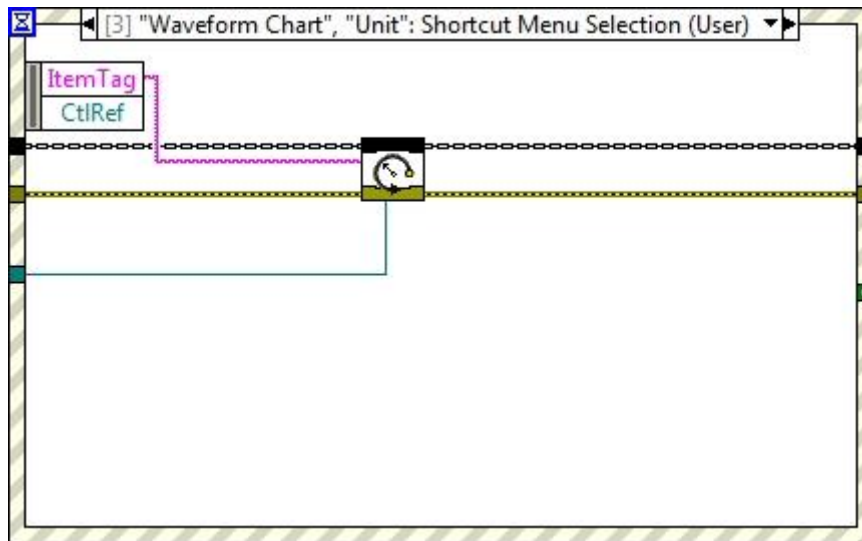 [3] "Waveform Chart", "Unit": Shortcut Menu Selection (User)
ItemTag
CtlRef